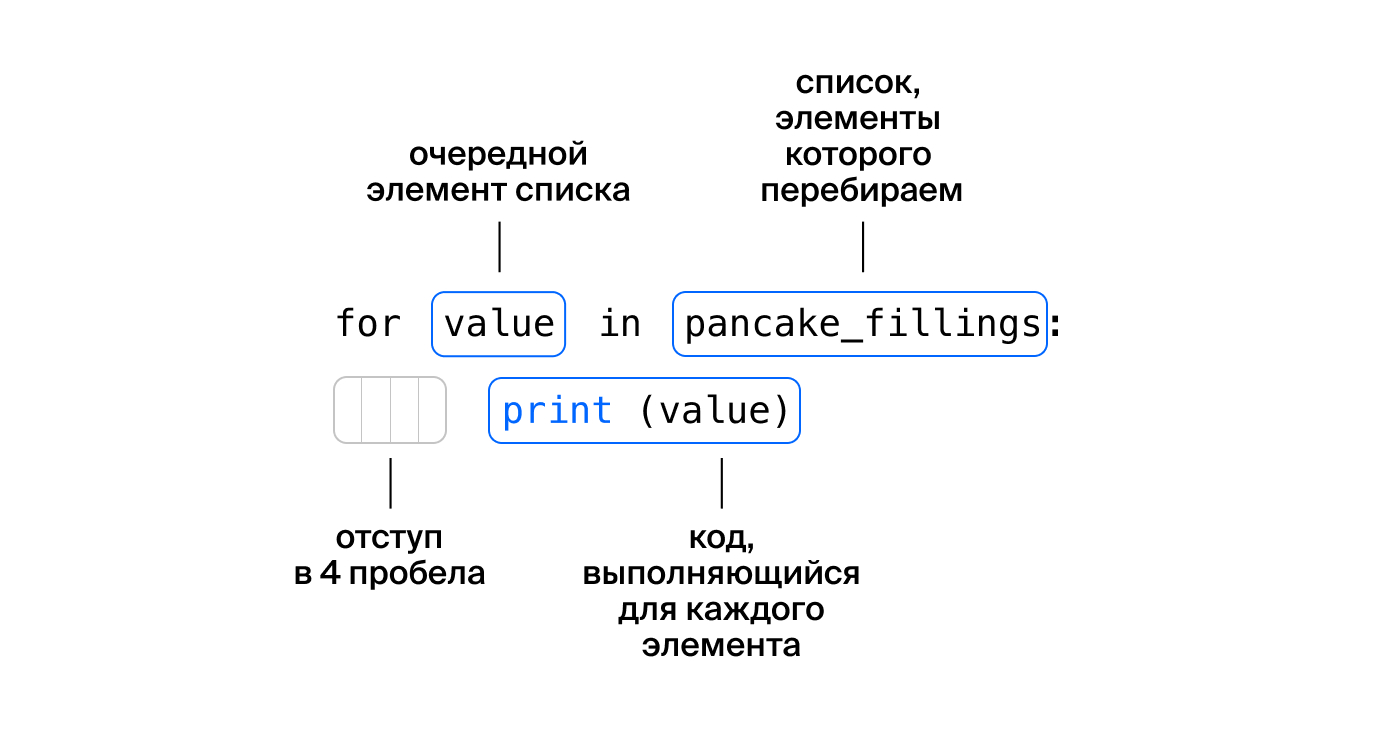 список,
элементы
которого
перебираем
очередной
элемент списка
for value in pancake_fillings:
print (value)
отступ
в 4 пробела
код,
выполняющийся
для каждого
элемента